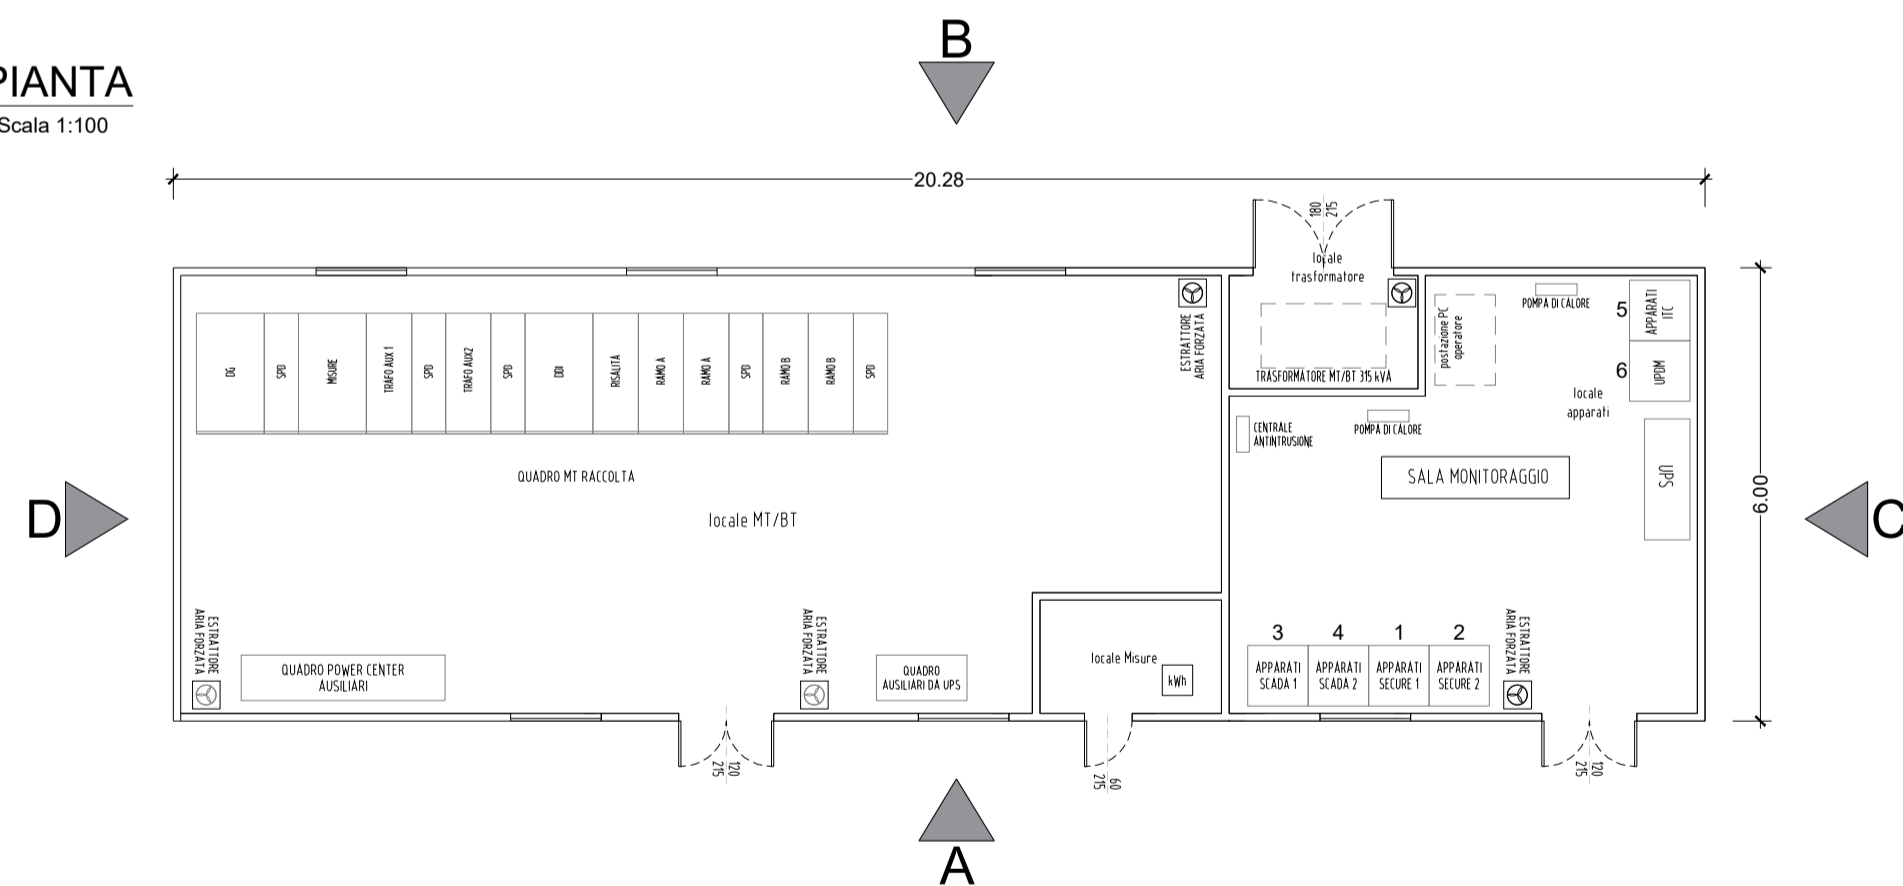 B
PIANTA
Scala 1:100
20.28
180
215
locale
trasformatore
TRASFORMATORE MT/BT 315 kVA
ESTRATTORE
ARIA FORZATA
postazione PC
operatore
POMPA DI CALORE
5
APPARATI
ITC
6
UPDM
locale
apparati
DG
SPD
MISURE
TRAFO AUX 1
SPD
TRAFO AUX2
SPD
DDI
RISALITA
RAMO A
RAMO A
SPD
RAMO B
RAMO B
SPD
CENTRALE
ANTINTRUSIONE
POMPA DI CALORE
QUADRO MT RACCOLTA
SALA MONITORAGGIO
UPS
6.00
D
locale MT/BT
C
ESTRATTORE
ARIA FORZATA
QUADRO POWER CENTER
AUSILIARI
ESTRATTORE
ARIA FORZATA
QUADRO
AUSILIARI DA UPS
locale Misure
kWh
3
4
1
2
APPARATI
SCADA 1
APPARATI
SCADA 2
APPARATI
SECURE 1
APPARATI
SECURE 2
ESTRATTORE
ARIA FORZATA
120
215
60
215
120
215
A